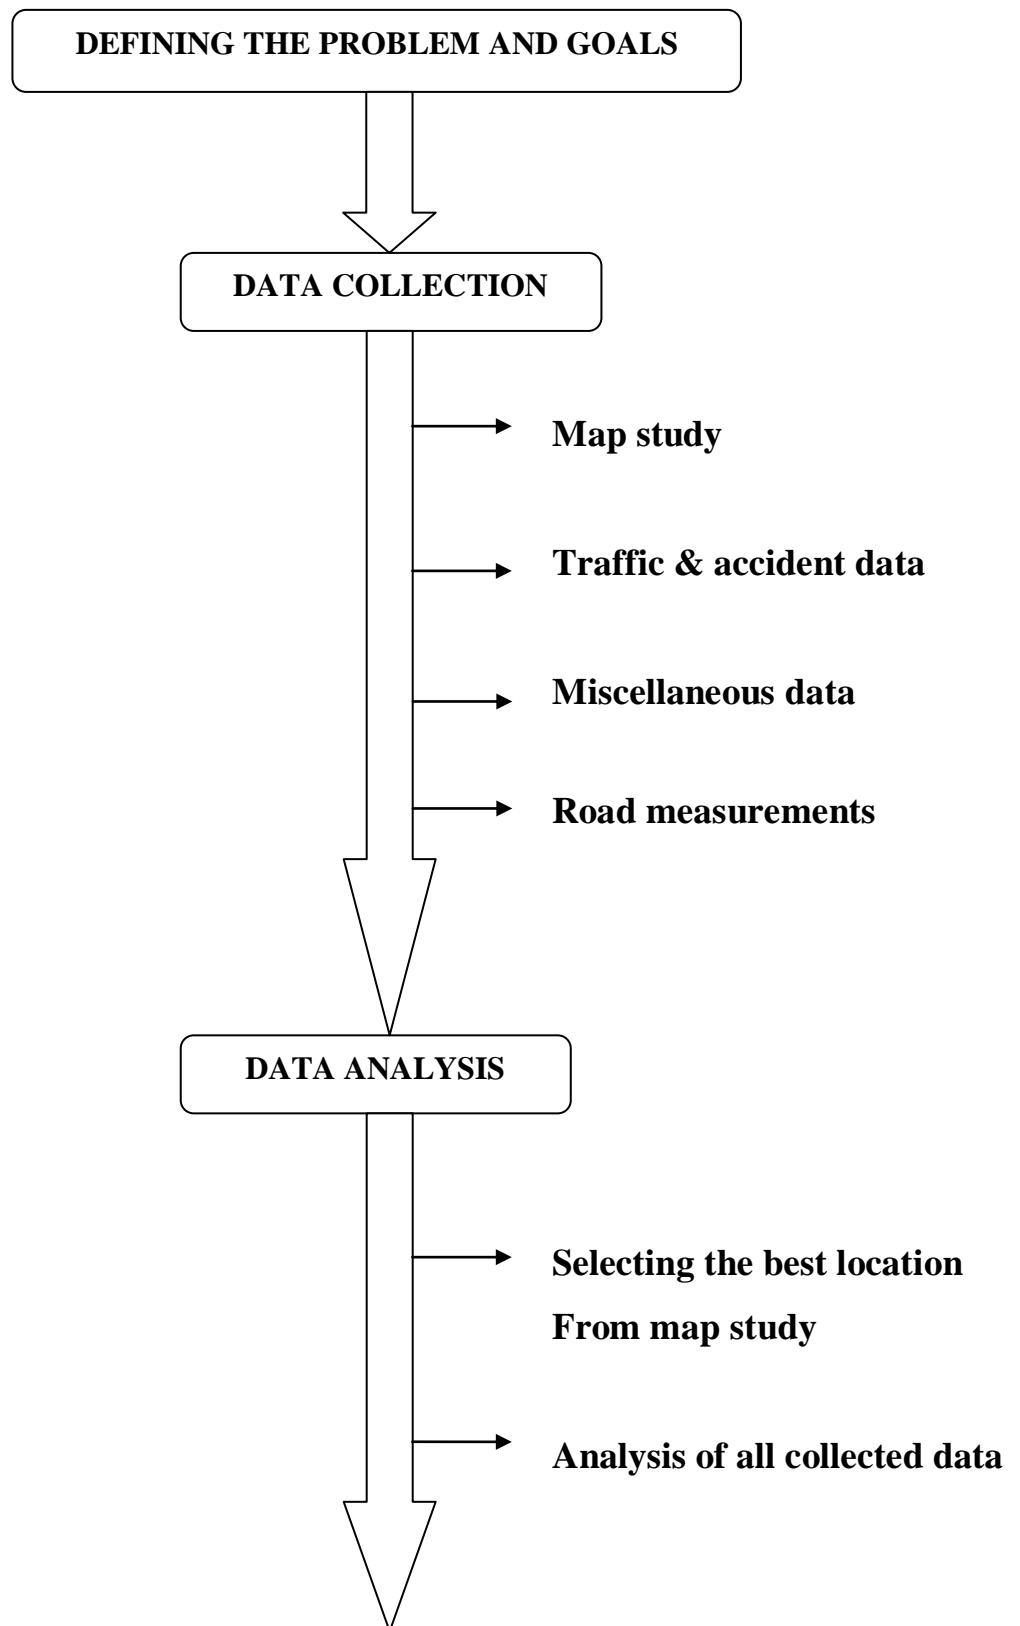 DEFINING THE PROBLEM AND GOALS
DATA COLLECTION
Map study
Traffic & accident data
Miscellaneous data
Road measurements
DATA ANALYSIS
Selecting the best location
From map study
Analysis of all collected data